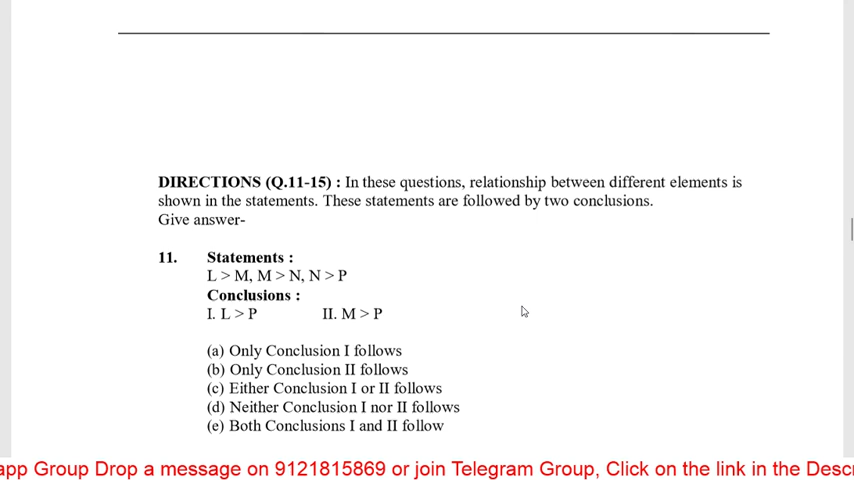 DIRECTIONS (Q.11-15) : In these questions, relationship between different elements is
shown in the statements. These statements are followed by two conclusions.
Give answer-
11. Statements :
L > M, M > N, N > P
Conclusions :
I. L > P II. M > P
(a) Only Conclusion I follows
(b) Only Conclusion II follows
(c) Either Conclusion I or II follows
(d) Neither Conclusion I nor II follows
(e) Both Conclusions I and II follow
app Group Drop a message on 9121815869 or join Telegram Group, Click on the link in the Descr